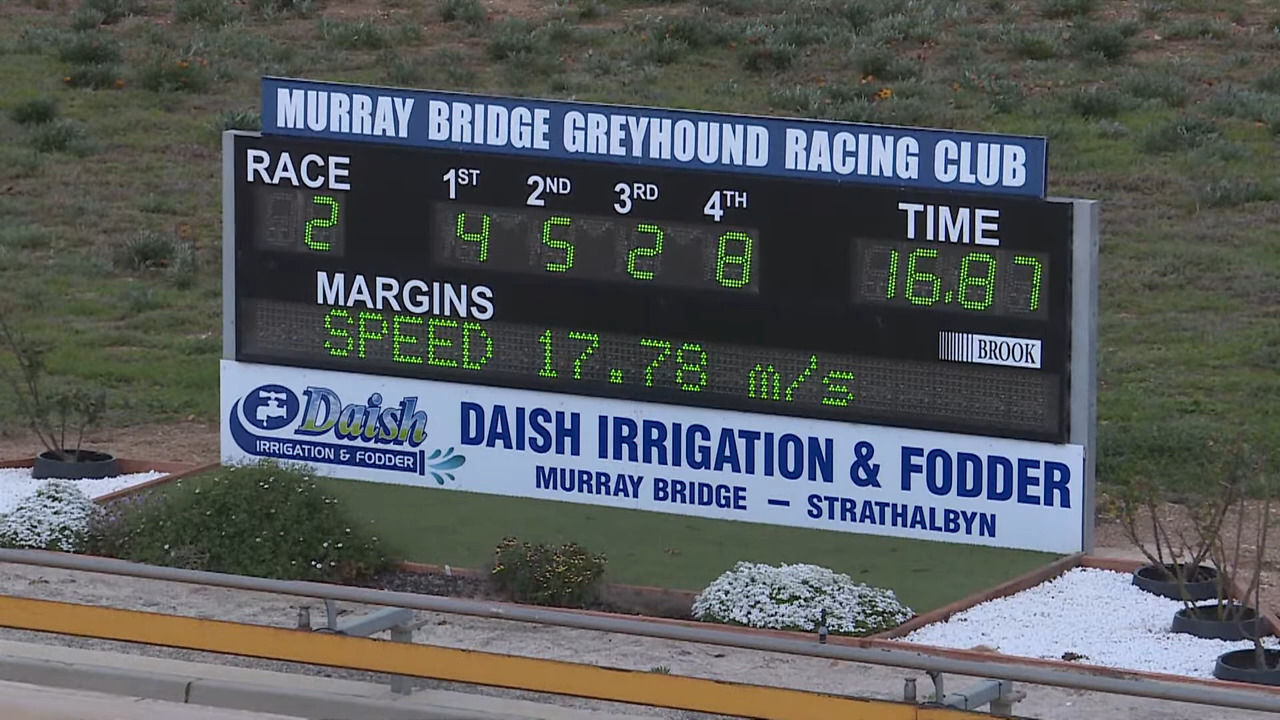 MURRAY BRIDGE GREYHOUND RACING CLUB
RACE 1ST 2ND 3RD 4TH TIME
2 4 5 2 8 16.87
MARGINS
BROOK
SPEED 17.78 m/s
Daish
IRRIGATION & FODDER
DAISH IRRIGATION & FODDER
MURRAY BRIDGE – STRATHALBYN